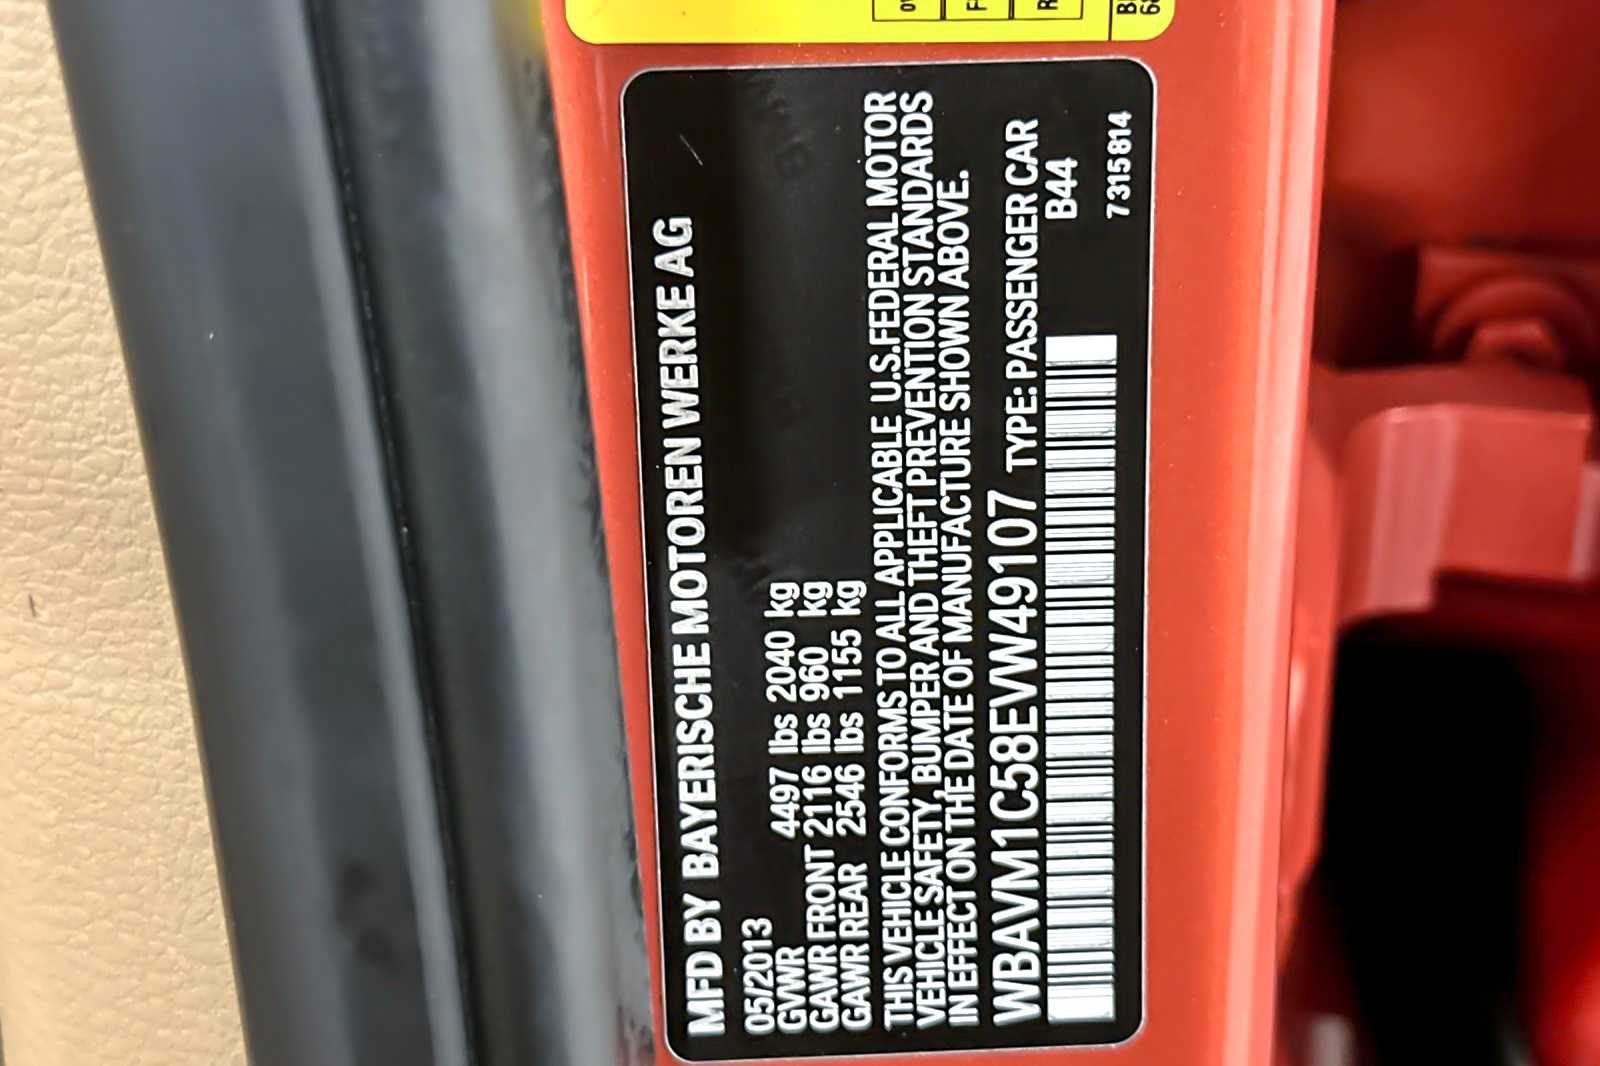 MFD BY BAYERISCHE MOTOREN WERKE AG
05/2013
GVWR 4497 lbs 2040 kg
GAWR FRONT 2116 lbs 960 kg
GAWR REAR 2546 lbs 1155 kg
THIS VEHICLE CONFORMS TO ALL APPLICABLE U.S.FEDERAL MOTOR
VEHICLE SAFETY, BUMPER AND THEFT PREVENTION STANDARDS
IN EFFECT ON THE DATE OF MANUFACTURE SHOWN ABOVE.
WBAVM1C58EVW49107 TYPE: PASSENGER CAR
B44
7315814